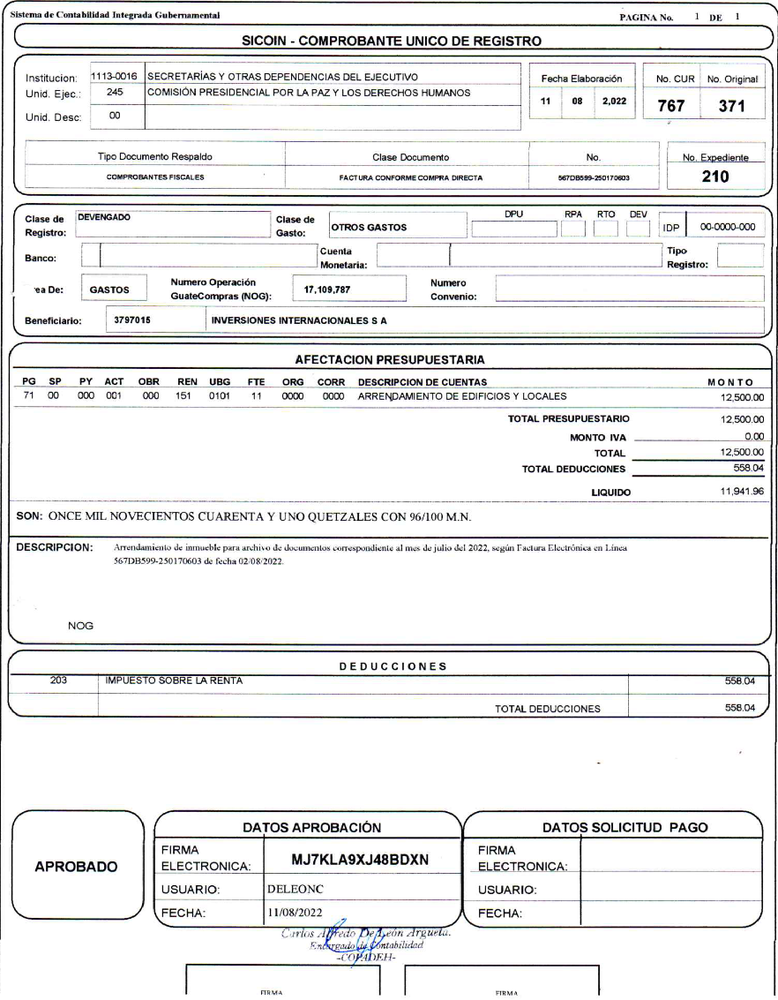 Sistema de Contabilidad Integrada Gubernamental PAGINA No. 1 DE 1
SICOIN - COMPROBANTE UNICO DE REGISTRO
Institucion: 1113-0016 SECRETARÍAS Y OTRAS DEPENDENCIAS DEL EJECUTIVO
Unid. Ejec.: 245 COMISIÓN PRESIDENCIAL POR LA PAZ Y LOS DERECHOS HUMANOS
Unid. Desc: 00
Fecha Elaboración No. CUR No. Original
11 08 2,022 767 371
Tipo Documento Respaldo Clase Documento No. No. Expediente
COMPROBANTES FISCALES FACTURA CONFORME COMPRA DIRECTA 567DB599-250170603 210
Clase de Registro: DEVENGADO Clase de Gasto: OTROS GASTOS DPU RPA RTO DEV IDP 00-0000-000
Banco: Cuenta Monetaria: Tipo Registro:
ea De: GASTOS Numero Operación GuateCompras (NOG): 17,109,787 Numero Convenio:
Beneficiario: 3797015 INVERSIONES INTERNACIONALES S A
AFECTACION PRESUPUESTARIA
PG SP PY ACT OBR REN UBG FTE ORG CORR DESCRIPCION DE CUENTAS MONTO
71 00 000 001 000 151 0101 11 0000 0000 ARRENDAMIENTO DE EDIFICIOS Y LOCALES 12,500.00
TOTAL PRESUPUESTARIO 12,500.00
MONTO IVA 0.00
TOTAL 12,500.00
TOTAL DEDUCCIONES 558.04
LIQUIDO 11,941.96
SON: ONCE MIL NOVECIENTOS CUARENTA Y UNO QUETZALES CON 96/100 M.N.
DESCRIPCION: Arrendamiento de inmueble para archivo de documentos correspondiente al mes de julio del 2022, según Factura Electrónica en Línea
567DB599-250170603 de fecha 02/08/2022.
NOG
DEDUCCIONES
203 IMPUESTO SOBRE LA RENTA 558.04
TOTAL DEDUCCIONES 558.04
APROBADO
DATOS APROBACIÓN
FIRMA ELECTRONICA: MJ7KLA9XJ48BDXN
USUARIO: DELEONC
FECHA: 11/08/2022
DATOS SOLICITUD PAGO
FIRMA ELECTRONICA:
USUARIO:
FECHA:
Carlos Alfredo De León Argueta.
Encargado de Contabilidad
-COPADEH-
FIRMA FIRMA